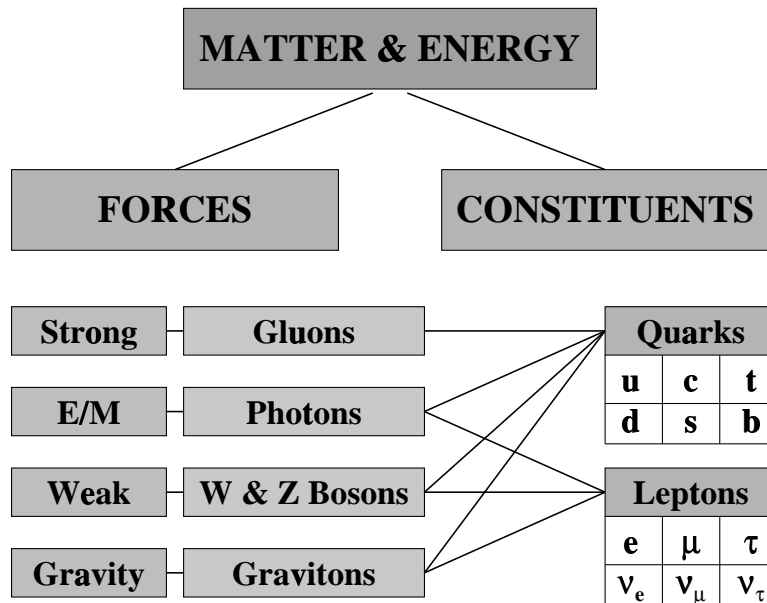 MATTER & ENERGY
FORCES
CONSTITUENTS
Strong
Gluons
Quarks
u c t
d s b
E/M
Photons
Weak
W & Z Bosons
Leptons
e μ τ
νe νμ ντ
Gravity
Gravitons